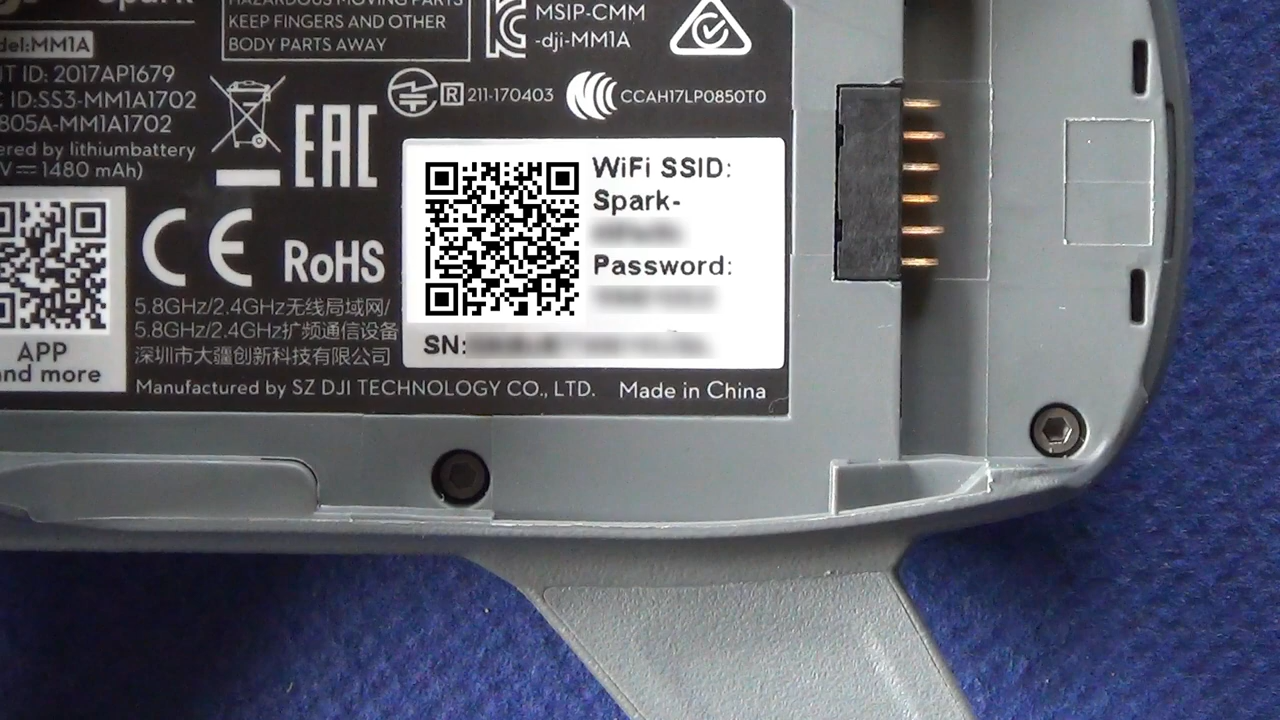 Spark
HAZARDOUS MOVING PARTS
KEEP FINGERS AND OTHER
BODY PARTS AWAY
MSIP-CMM
-dji-MM1A
del:MM1A
IT ID: 2017AP1679
C ID:SS3-MM1A1702
805A-MM1A1702
ered by lithiumbattery
V⎓1480 mAh)
R 211-170403
CCAH17LP0850T0
EAC
CE
RoHS
WiFi SSID:
Spark-
Password:
SN:
5.8GHz/2.4GHz无线局域网/
5.8GHz/2.4GHz扩频通信设备
深圳市大疆创新科技有限公司
APP
and more
Manufactured by SZ DJI TECHNOLOGY CO., LTD. Made in China